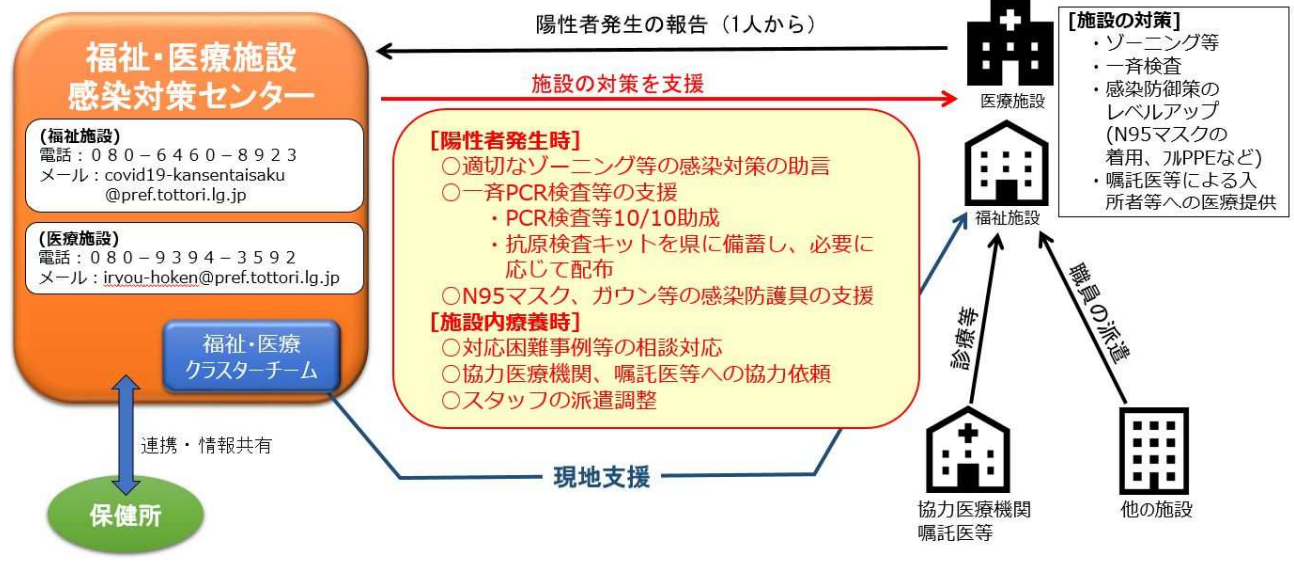 福祉・医療施設
感染対策センター
(福祉施設)
電話：０８０－６４６０－８９２３
メール：covid19-kansentaisaku
@pref.tottori.lg.jp
(医療施設)
電話：０８０－９３９４－３５９２
メール：iryou-hoken@pref.tottori.lg.jp
福祉・医療
クラスターチーム
連携・情報共有
保健所
陽性者発生の報告（1人から）
施設の対策を支援
[陽性者発生時]
○適切なゾーニング等の感染対策の助言
○一斉PCR検査等の支援
・PCR検査等10/10助成
・抗原検査キットを県に備蓄し、必要に
応じて配布
○N95マスク、ガウン等の感染防護具の支援
[施設内療養時]
○対応困難事例等の相談対応
○協力医療機関、嘱託医等への協力依頼
○スタッフの派遣調整
現地支援
医療施設
福祉施設
[施設の対策]
・ゾーニング等
・一斉検査
・感染防御策の
レベルアップ
(N95マスクの
着用、ﾌﾙPPEなど)
・嘱託医等による入
所者等への医療提供
診療等
職員の派遣
協力医療機関
嘱託医等
他の施設